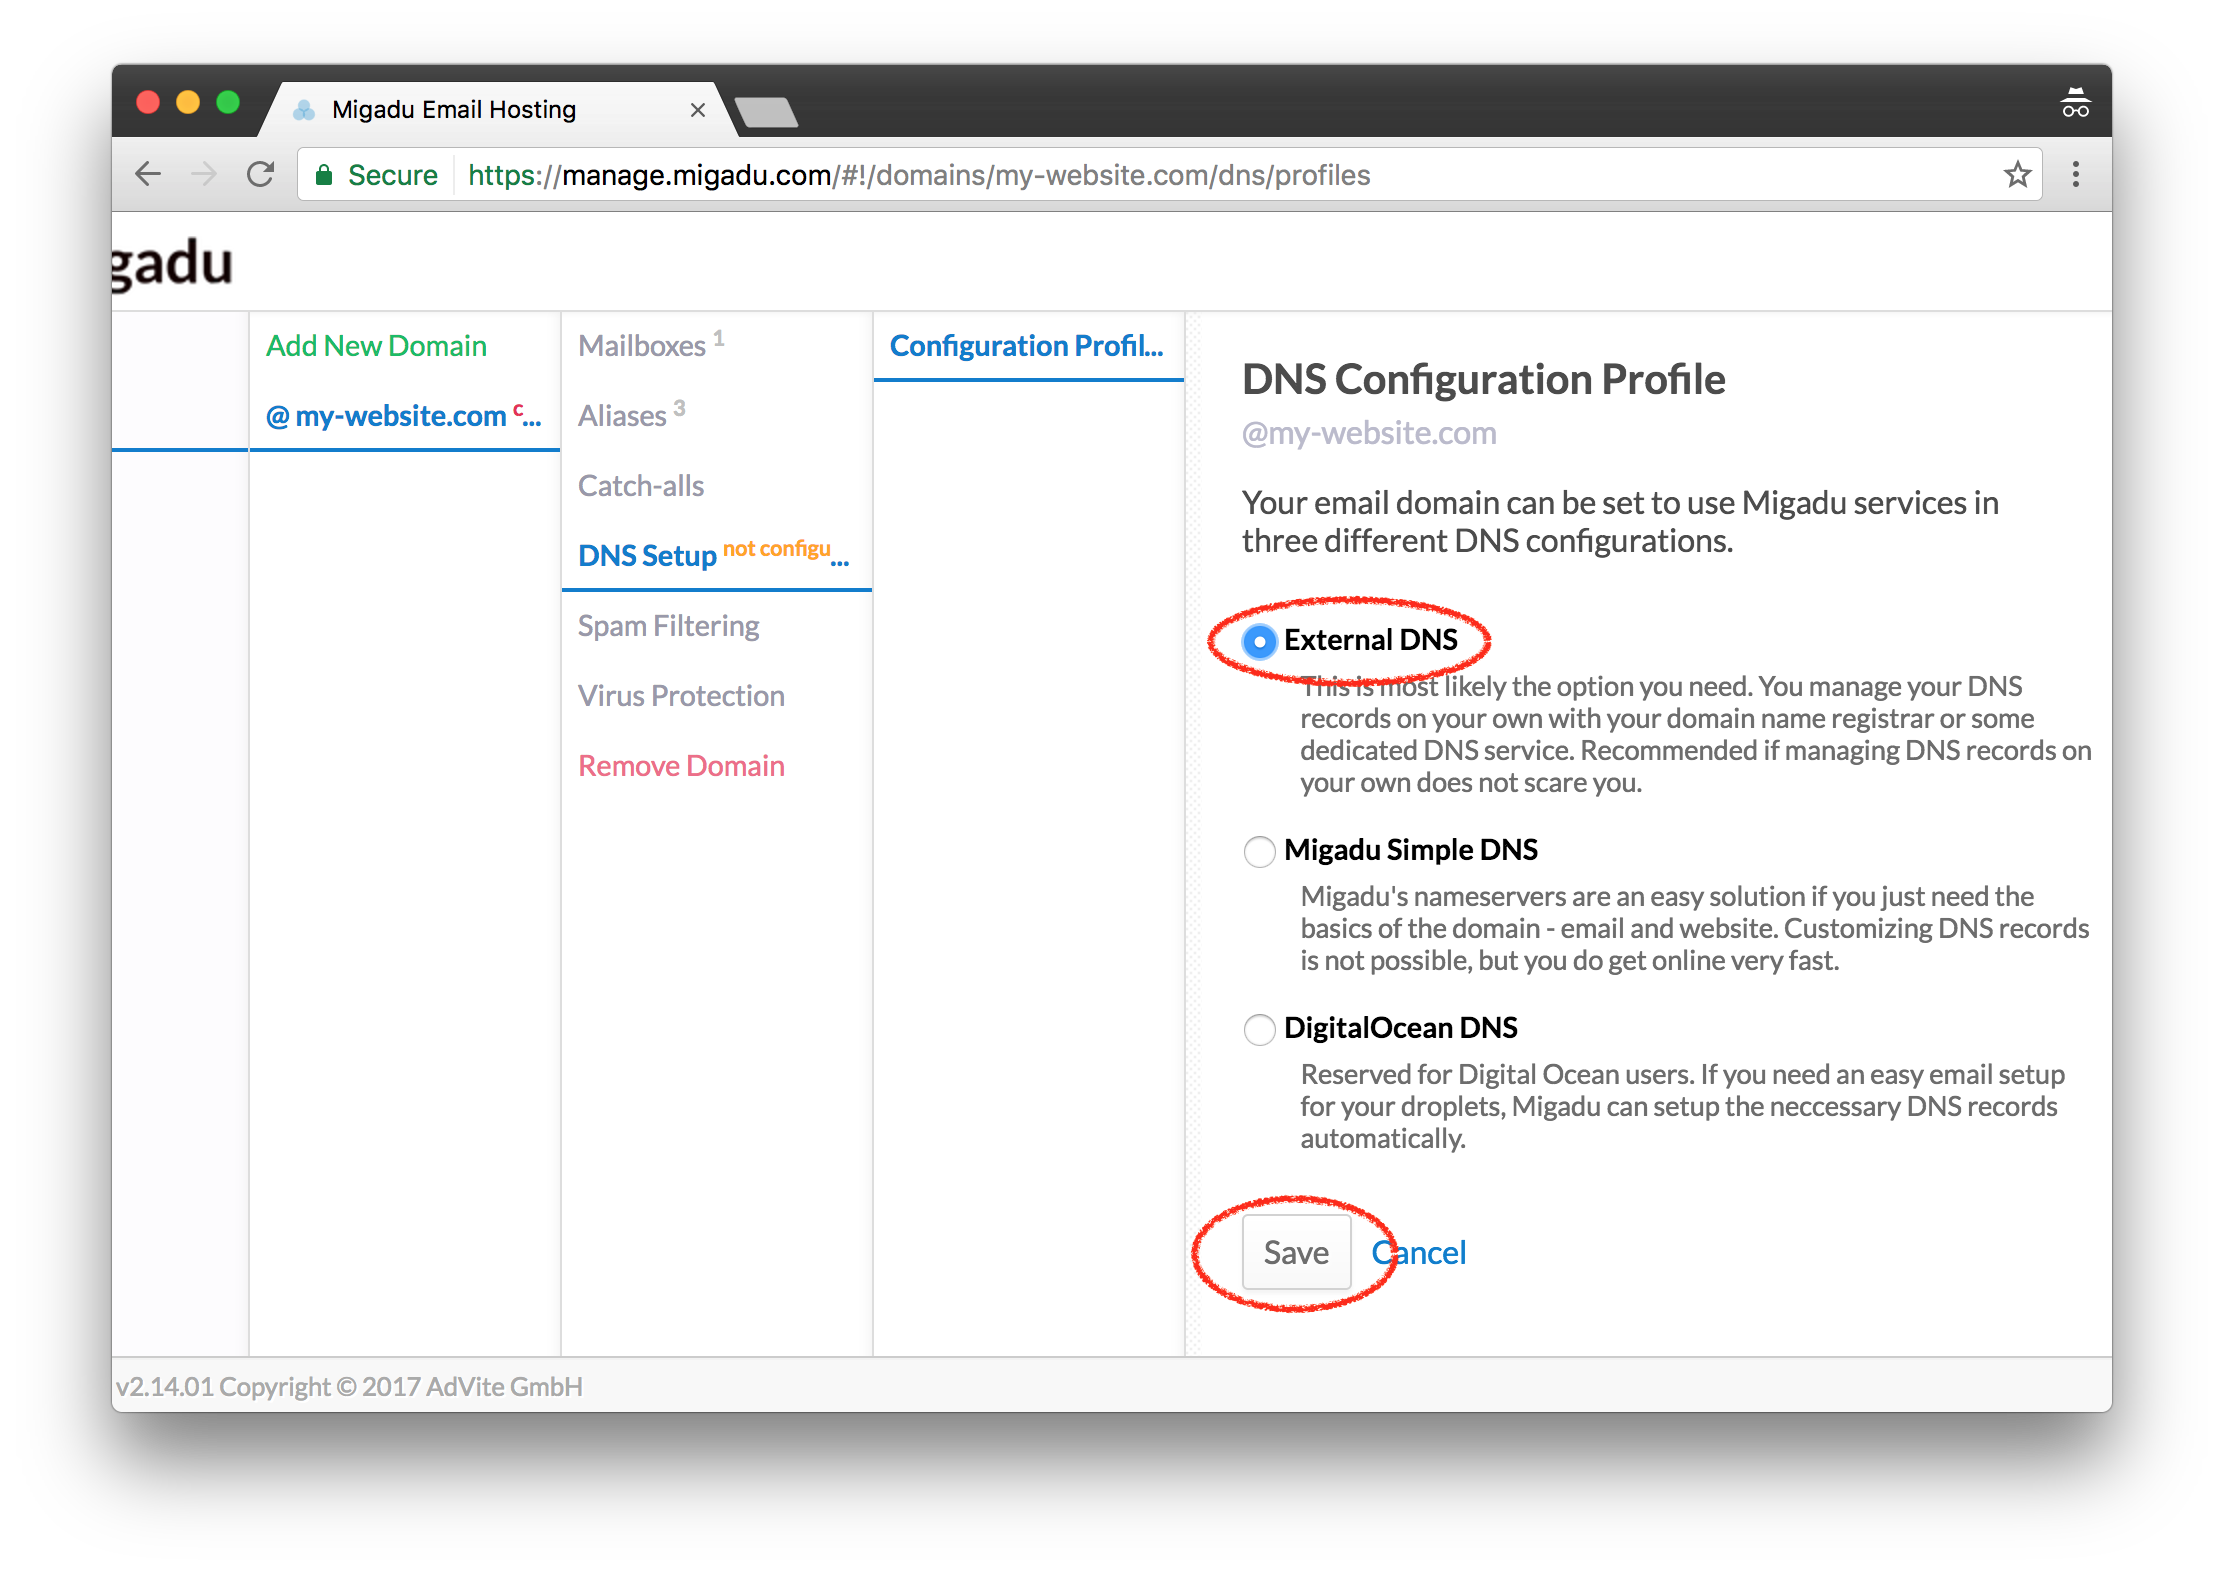 Migadu Email Hosting
Secure https://manage.migadu.com/#!/domains/my-website.com/dns/profiles
gadu
Add New Domain
@ my-website.com c...
Mailboxes 1
Aliases 3
Catch-alls
DNS Setup not configu...
Spam Filtering
Virus Protection
Remove Domain
Configuration Profil...
DNS Configuration Profile
@my-website.com
Your email domain can be set to use Migadu services in
three different DNS configurations.
External DNS
This is most likely the option you need. You manage your DNS
records on your own with your domain name registrar or some
dedicated DNS service. Recommended if managing DNS records on
your own does not scare you.
Migadu Simple DNS
Migadu's nameservers are an easy solution if you just need the
basics of the domain - email and website. Customizing DNS records
is not possible, but you do get online very fast.
DigitalOcean DNS
Reserved for Digital Ocean users. If you need an easy email setup
for your droplets, Migadu can setup the neccessary DNS records
automatically.
Save Cancel
v2.14.01 Copyright © 2017 AdVite GmbH